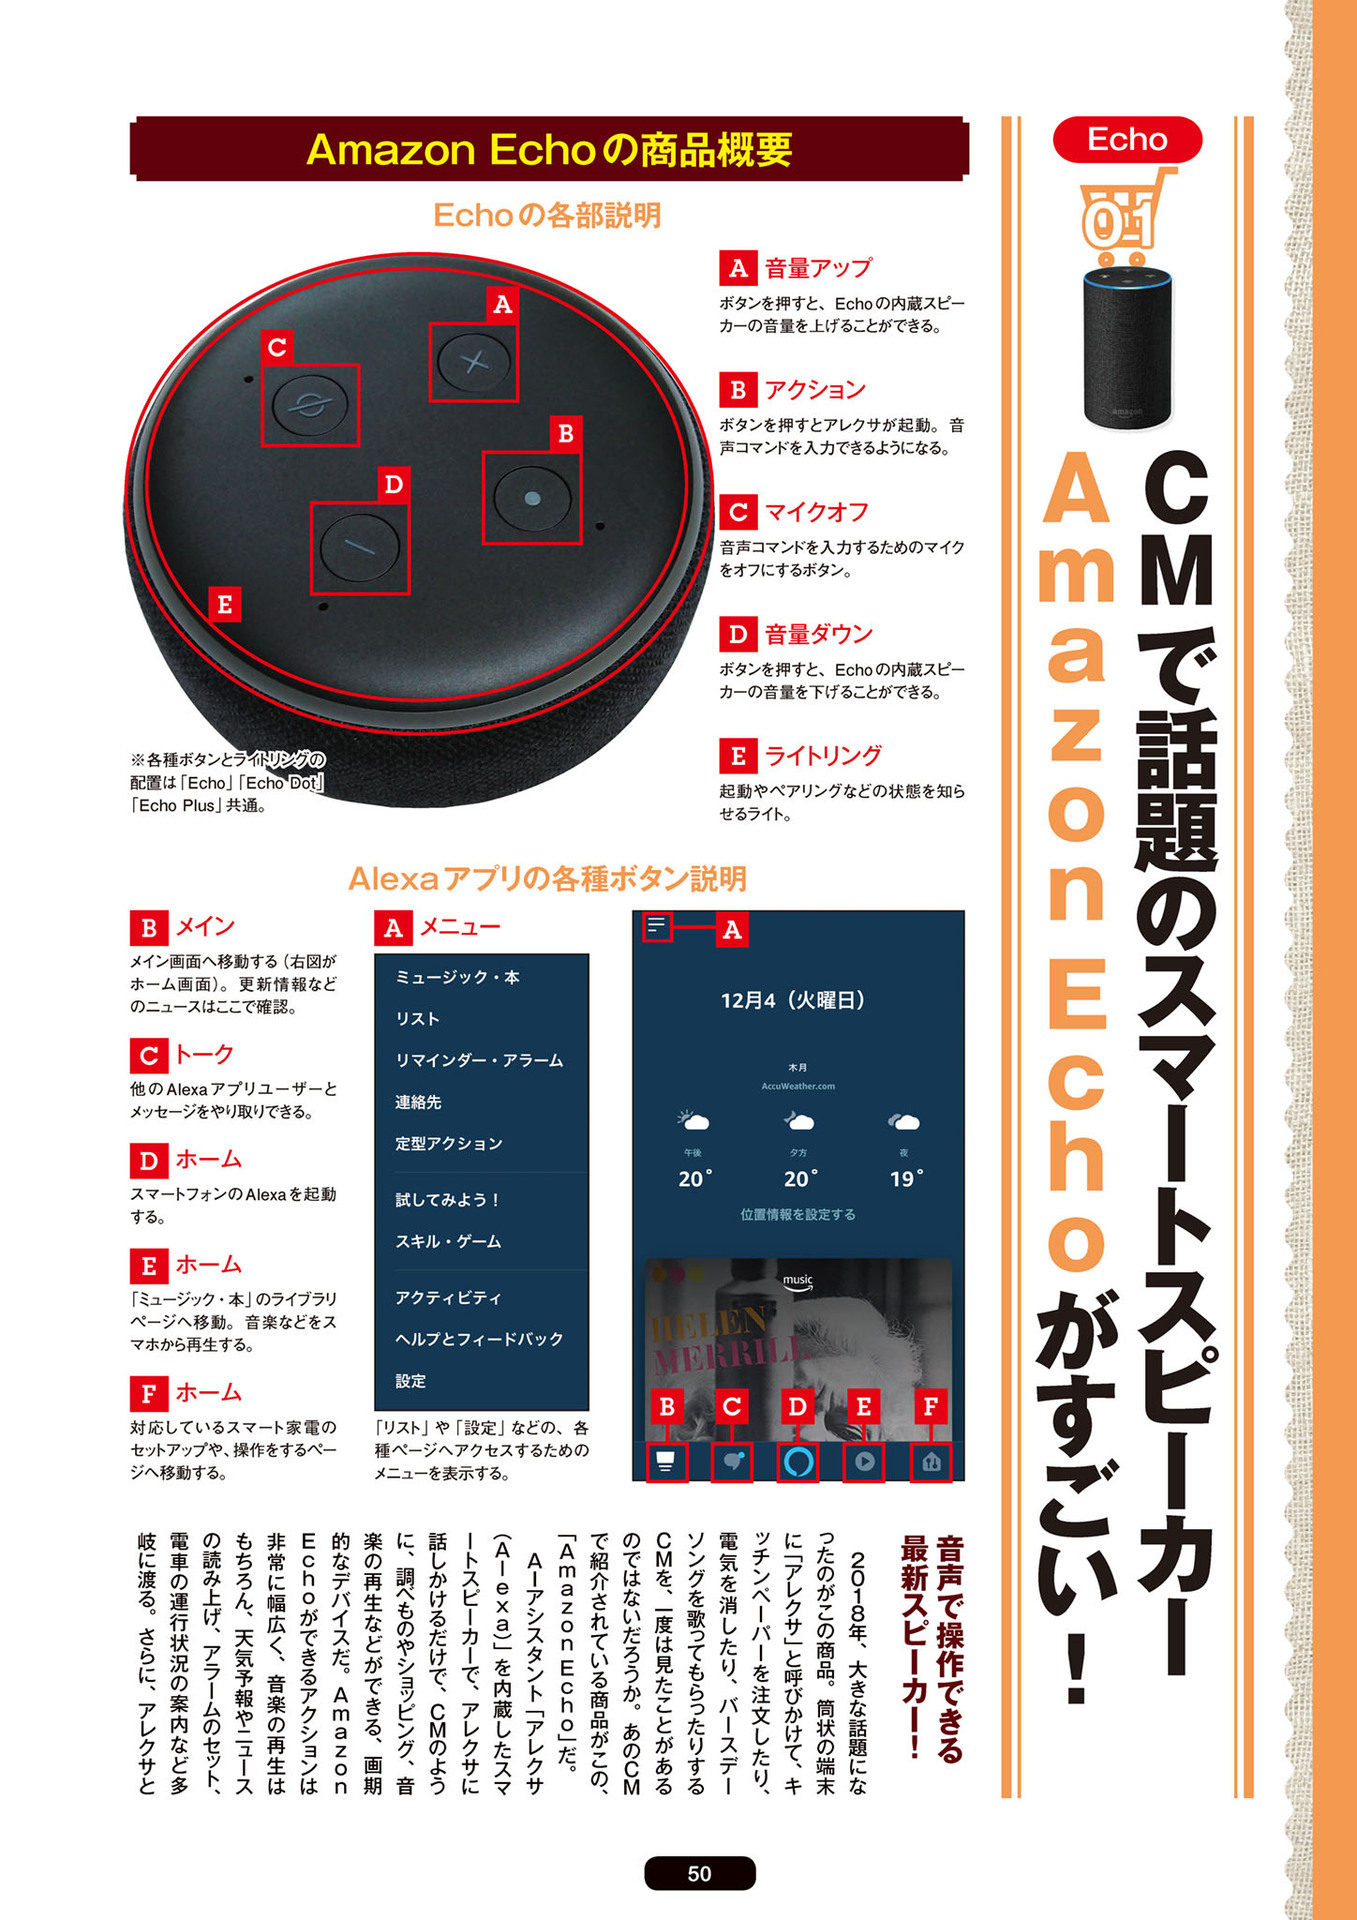 Echo
01
amazon
CMで話題のスマートスピーカー
Amazon Echoがすごい！
Amazon Echoの商品概要
Echoの各部説明
A
C
B
D
E
A 音量アップ
ボタンを押すと、Echoの内蔵スピー
カーの音量を上げることができる。
B アクション
ボタンを押すとアレクサが起動。音
声コマンドを入力できるようになる。
C マイクオフ
音声コマンドを入力するためのマイク
をオフにするボタン。
D 音量ダウン
ボタンを押すと、Echoの内蔵スピー
カーの音量を下げることができる。
E ライトリング
起動やペアリングなどの状態を知ら
せるライト。
※各種ボタンとライトリングの
配置は「Echo」「Echo Dot」
「Echo Plus」共通。
Alexaアプリの各種ボタン説明
A
12月4（火曜日）
木月
AccuWeather.com
午後
夕方
夜
20°
20°
19°
位置情報を設定する
music
HELEN
MERRILL
B
C
D
E
F
A メニュー
ミュージック・本
リスト
リマインダー・アラーム
連絡先
定型アクション
試してみよう！
スキル・ゲーム
アクティビティ
ヘルプとフィードバック
設定
「リスト」や「設定」などの、各
種ページへアクセスするための
メニューを表示する。
B メイン
メイン画面へ移動する（右図が
ホーム画面）。更新情報など
のニュースはここで確認。
C トーク
他のAlexaアプリユーザーと
メッセージをやり取りできる。
D ホーム
スマートフォンのAlexaを起動
する。
E ホーム
「ミュージック・本」のライブラリ
ページへ移動。音楽などをス
マホから再生する。
F ホーム
対応しているスマート家電の
セットアップや、操作をするペー
ジへ移動する。
音声で操作できる
最新スピーカー！
2018年、大きな話題にな
ったのがこの商品。筒状の端末
に「アレクサ」と呼びかけて、キ
ッチンペーパーを注文したり、
電気を消したり、バースデー
ソングを歌ってもらったりする
CMを、一度は見たことがある
のではないだろうか。あのCM
で紹介されている商品がこの、
「Amazon Echo」だ。
AIアシスタント「アレクサ
（Alexa）」を内蔵したスマ
ートスピーカーで、アレクサに
話しかけるだけで、CMのよう
に、調べものやショッピング、音
楽の再生などができる、画期
的なデバイスだ。Amazon
Echoができるアクションは
非常に幅広く、音楽の再生は
もちろん、天気予報やニュース
の読み上げ、アラームのセット、
電車の運行状況の案内など多
岐に渡る。さらに、アレクサと
50